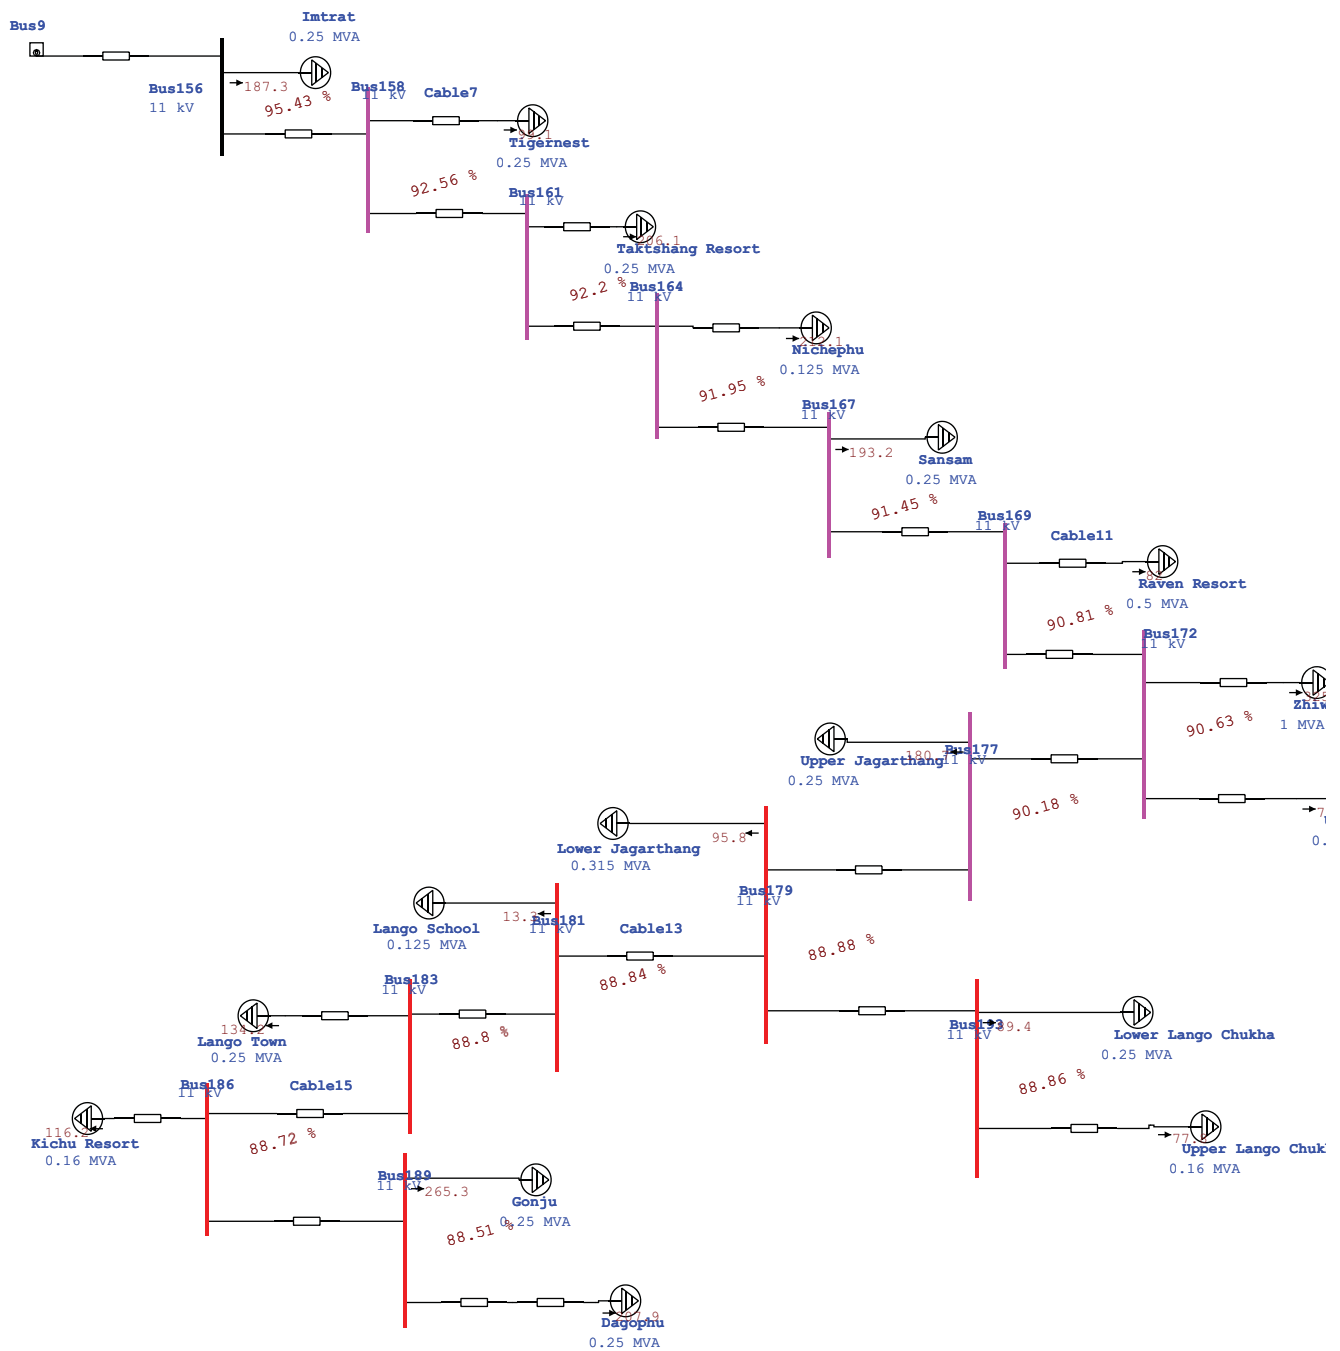 Imtrat
Bus9
0.25 MVA
187.3
Bus156
11 kV
95.43 %
Bus158
11 kV
Cable7
Tigernest
0.25 MVA
92.56 %
Bus161
11 kV
Taktshang Resort
0.25 MVA
92.2 %
Bus164
11 kV
Nichephu
0.125 MVA
91.95 %
Bus167
11 kV
193.2
Sansam
0.25 MVA
91.45 %
Bus169
11 kV
Cable11
Raven Resort
0.5 MVA
90.81 %
Bus172
11 kV
1 MVA
90.63 %
Bus177
11 kV
Upper Jagarthang
0.25 MVA
90.18 %
95.8
Lower Jagarthang
0.315 MVA
Bus179
11 kV
Bus181
11 kV
Lango School
0.125 MVA
Cable13
88.88 %
88.84 %
Bus183
11 kV
Lango Town
0.25 MVA
88.8 %
Bus193
11 kV
Lower Lango Chukha
0.25 MVA
88.86 %
Bus186
11 kV
Cable15
Kichu Resort
0.16 MVA
88.72 %
Upper Lango
0.16 MVA
Bus189
11 kV
265.3
Gonju
0.25 MVA
88.51 %
Dagophu
0.25 MVA